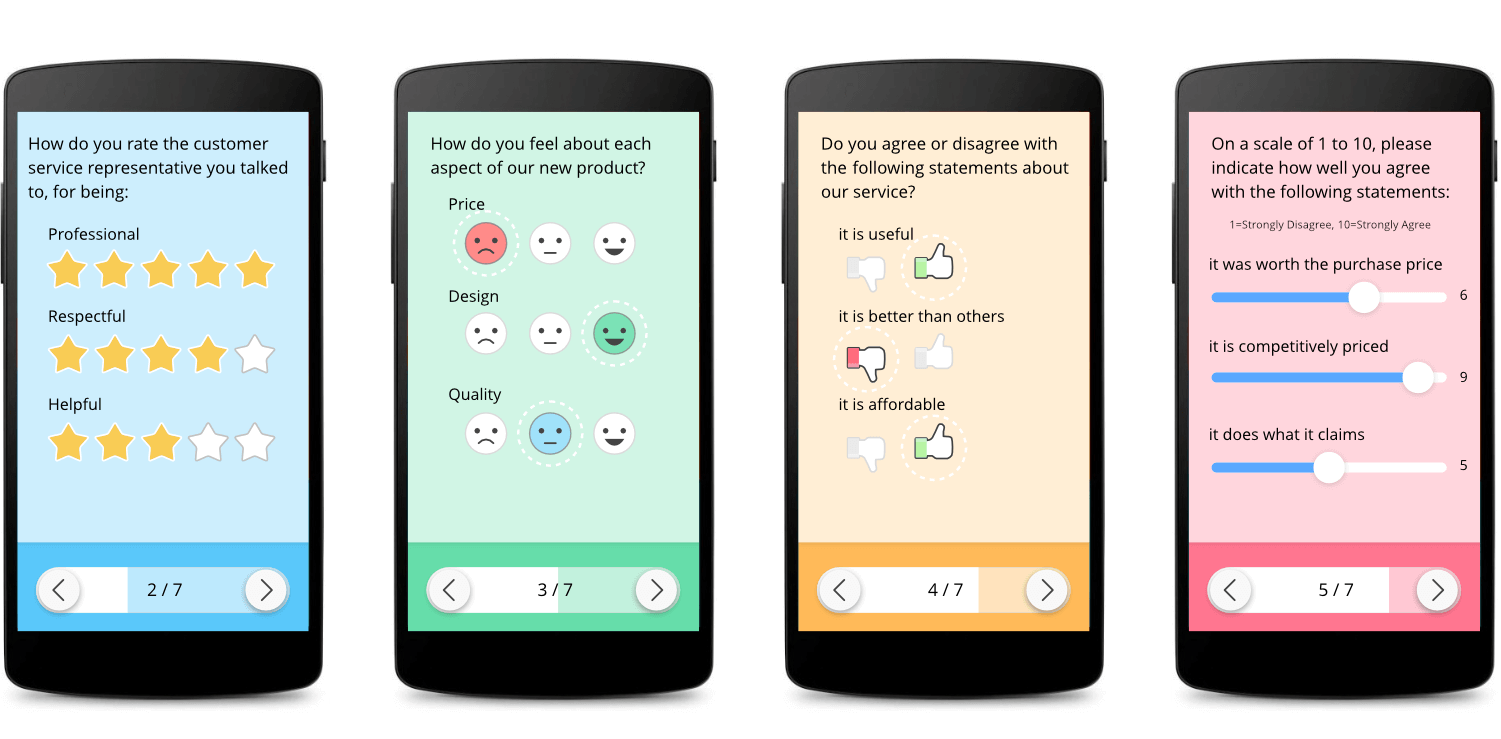 How do you rate the customer
service representative you talked
to, for being:
Professional
Respectful
Helpful
2 / 7
How do you feel about each
aspect of our new product?
Price
Design
Quality
3 / 7
Do you agree or disagree with
the following statements about
our service?
it is useful
it is better than others
it is affordable
4 / 7
On a scale of 1 to 10, please
indicate how well you agree
with the following statements:
1=Strongly Disagree, 10=Strongly Agree
it was worth the purchase price
6
it is competitively priced
9
it does what it claims
5
5 / 7